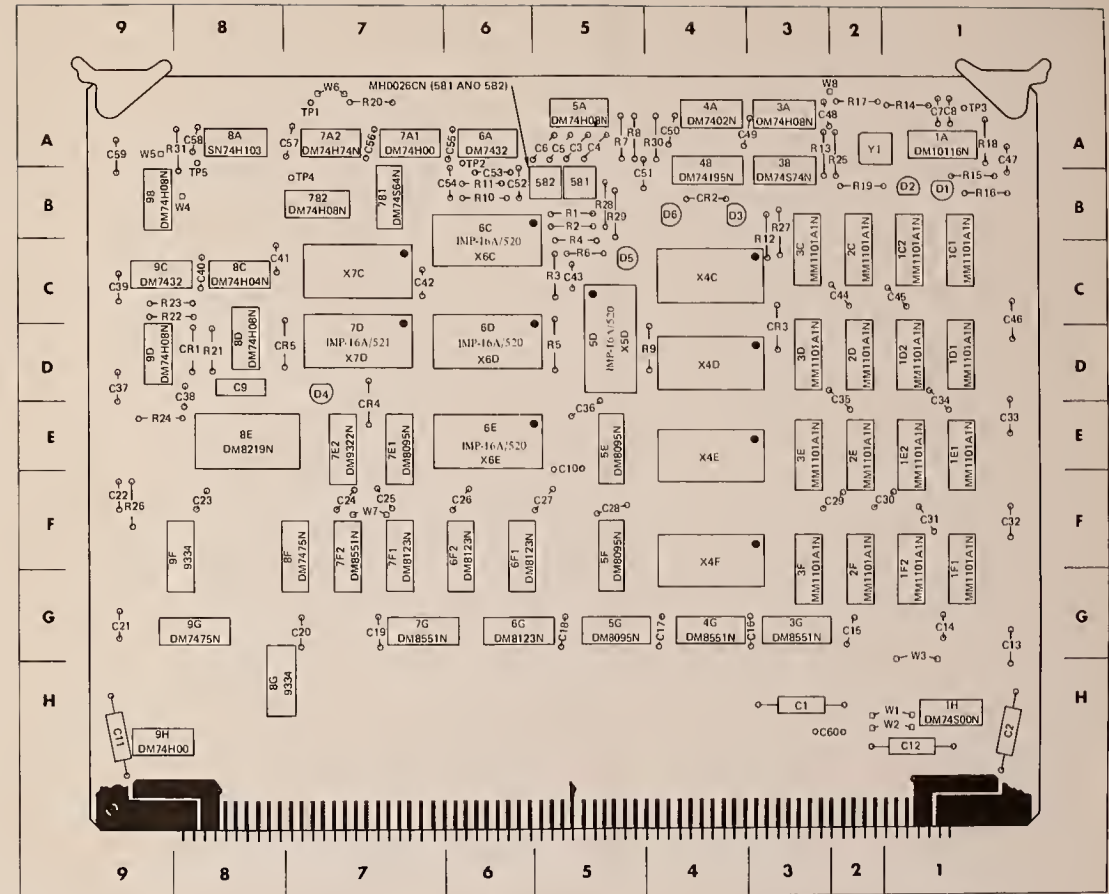 9 8 7 6 5 4 3 2 1
W6
MH0026CN (581 ANO 582)
W8
TP1
R20
5A
DM74H08N
4A
DM7402N
3A
OM74H08N
C48
R17
R14
C7
C8
TP3
A
C59
W5
R31
C58
8A
SN74H103
TP5
C57
7A2
DM74H74N
C56
7A1
DM74H00
C55
6A
DM7432
TP2
C6
C5
C3
C4
R7
R8
R30
C50
C49
R13
R25
Y1
1A
DM10116N
R18
C47
A
48
DM74195N
38
DM74S74N
B
98
DM74H08N
W4
TP4
782
DM74H08N
781
DM74S64N
C54
C53
R11
R10
C52
582
581
C51
R28
R29
R19
D2
D1
R15
R16
B
R1
R2
R4
R6
D6
CR2
D3
R12
R27
D5
6C
IMP-16A/520
X6C
3C
MM1101A1N
2C
MM1101A1N
1C2
MM1101A1N
1C1
MM1101A1N
C
C39
9C
DM7432
C40
8C
DM74H04N
C41
X7C
C42
R3
C43
X4C
C44
C45
C46
C
R23
R22
D
9D
DM74H08N
CR1
R21
8D
DM74H08N
CR5
7D
IMP-16A/521
X7D
6D
IMP-16A/520
X6D
R5
5D
IMP-16A/520
X5D
R9
X4D
CR3
3D
MM1101A1N
2D
MM1101A1N
1D2
MM1101A1N
1D1
MM1101A1N
D
C37
C38
C9
D4
CR4
C36
C35
C34
C33
R24
E
8E
DM8219N
7E2
DM9322N
7E1
DM8095N
6E
IMP-16A/520
X6E
5E
DM8095N
X4E
3E
MM1101A1N
2E
MM1101A1N
1E2
MM1101A1N
1E1
MM1101A1N
E
C10
C22
R26
C23
C24
W7
C25
C26
C27
C28
C29
C30
C31
C32
F
9F
9334
8F
DM7475N
7F2
DM8551N
7F1
DM8123N
6F2
DM8123N
6F1
DM8123N
5F
DM8095N
X4F
3F
MM1101A1N
2F
MM1101A1N
1F2
MM1101A1N
1F1
MM1101A1N
F
G
C21
9G
DM7475N
C20
C19
7G
DM8551N
6G
DM8123N
C18
5G
DM8095N
C17
4G
DM8551N
C16
3G
DM8551N
C15
C14
C13
G
W3
H
8G
9334
C11
9H
DM74H00
C1
C60
W1
W2
C12
1H
DM74S00N
C2
H
9 8 7 6 5 4 3 2 1